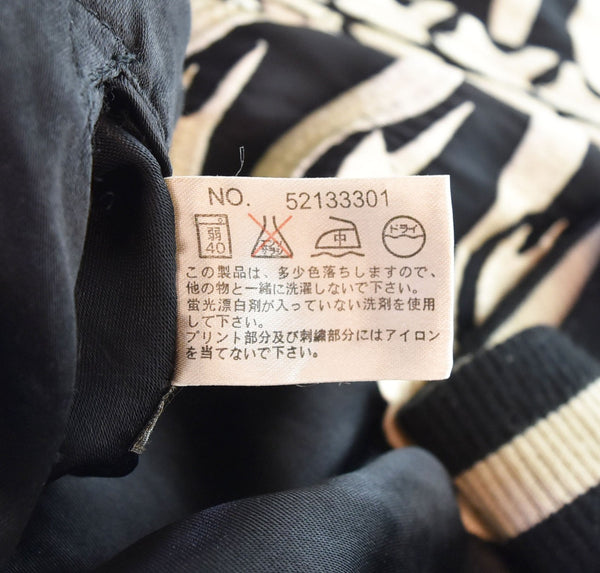 NO. 52133301
弱 40 エンソ サラシ 中 ドライ
この製品は、多少色落ちしますので、
他の物と一緒に洗濯しないで下さい。
蛍光漂白剤が入っていない洗剤を使用
して下さい。
プリント部分及び刺繍部分にはアイロン
を当てないで下さい。